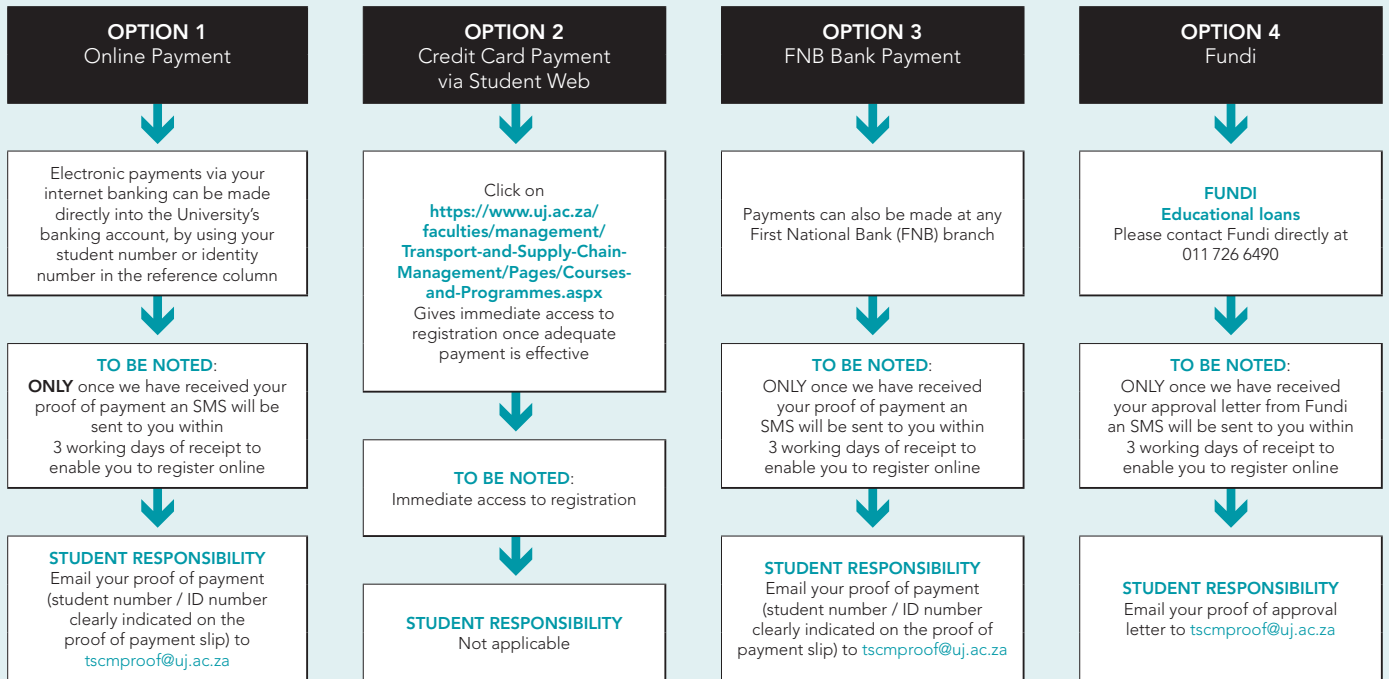 OPTION 1
Online Payment
Electronic payments via your
internet banking can be made
directly into the University's
banking account, by using your
student number or identity
number in the reference column
TO BE NOTED:
ONLY once we have received your
proof of payment an SMS will be
sent to you within
3 working days of receipt to
enable you to register online
STUDENT RESPONSIBILITY
Email your proof of payment
(student number / ID number
clearly indicated on the
proof of payment slip) to
tscmproof@uj.ac.za
OPTION 2
Credit Card Payment
via Student Web
Click on
https://www.uj.ac.za/
faculties/management/
Transport-and-Supply-Chain-
Management/Pages/Courses-
and-Programmes.aspx
Gives immediate access to
registration once adequate
payment is effective
TO BE NOTED:
Immediate access to registration
STUDENT RESPONSIBILITY
Not applicable
OPTION 3
FNB Bank Payment
Payments can also be made at any
First National Bank (FNB) branch
TO BE NOTED:
ONLY once we have received
your proof of payment an
SMS will be sent to you within
3 working days of receipt to
enable you to register online
STUDENT RESPONSIBILITY
Email your proof of payment
(student number / ID number
clearly indicated on the proof of
payment slip) to tscmproof@uj.ac.za
OPTION 4
Fundi
FUNDI
Educational loans
Please contact Fundi directly at
011 726 6490
TO BE NOTED:
ONLY once we have received
your approval letter from Fundi
an SMS will be sent to you within
3 working days of receipt to
enable you to register online
STUDENT RESPONSIBILITY
Email your proof of approval
letter to tscmproof@uj.ac.za